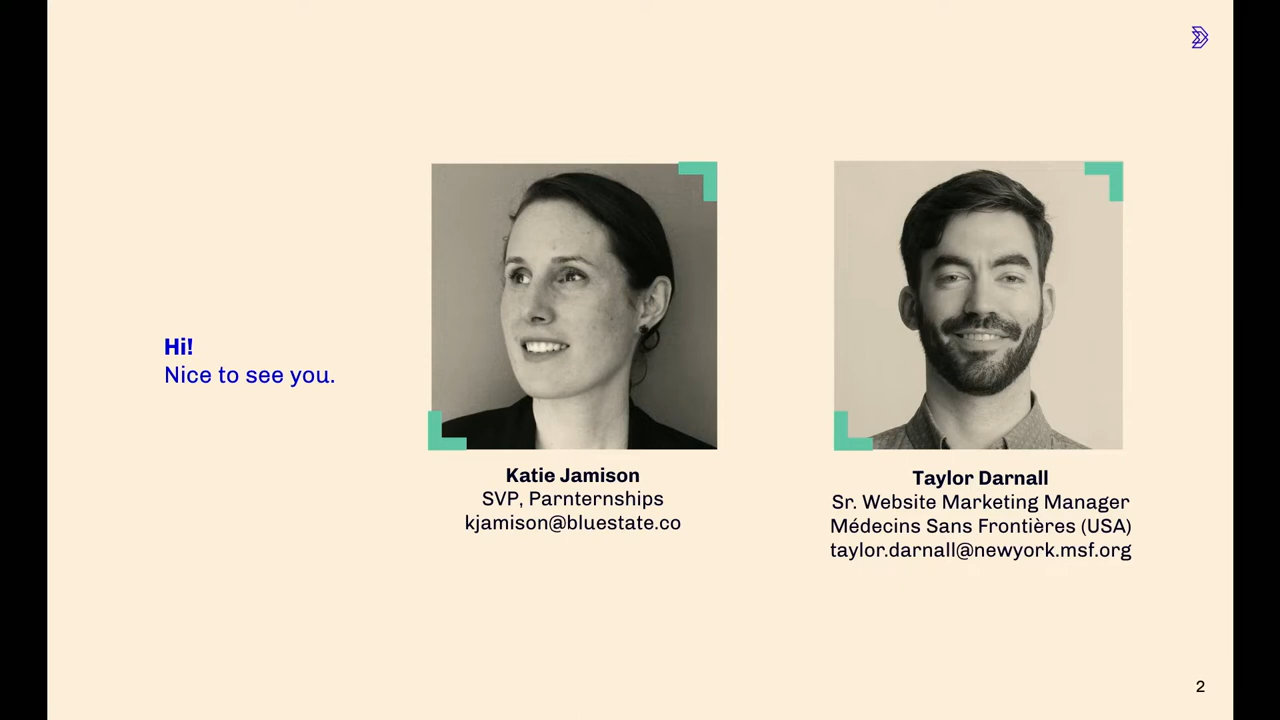 Hi!
Nice to see you.
Katie Jamison
SVP, Parnternships
kjamison@bluestate.co
Taylor Darnall
Sr. Website Marketing Manager
Médecins Sans Frontières (USA)
taylor.darnall@newyork.msf.org
2